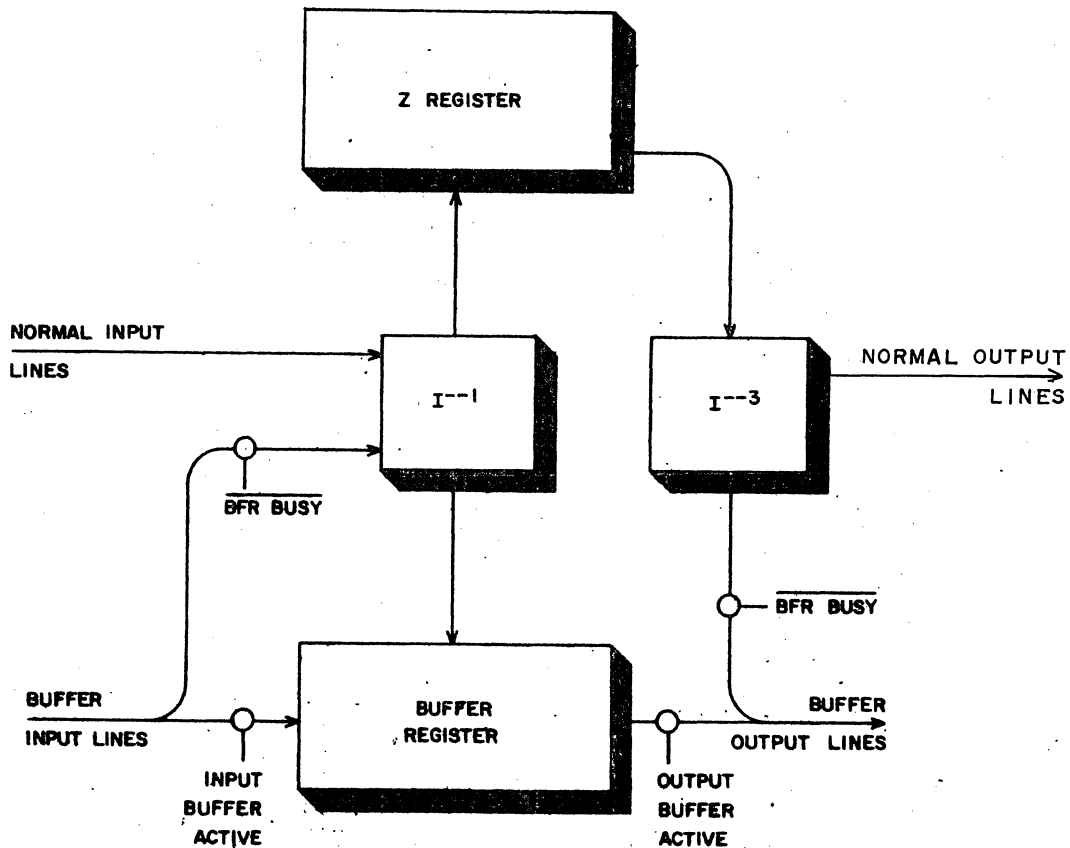 Z REGISTER
NORMAL INPUT
LINES
I--1
I--3
NORMAL OUTPUT
LINES
BFR BUSY
BFR BUSY
BUFFER
INPUT LINES
BUFFER
REGISTER
BUFFER
OUTPUT LINES
INPUT
BUFFER
ACTIVE
OUTPUT
BUFFER
ACTIVE